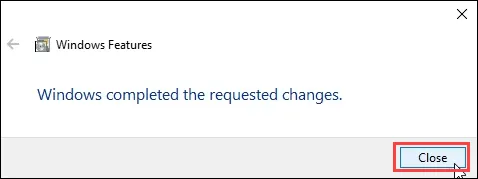 Windows Features
Windows completed the requested changes.
Close